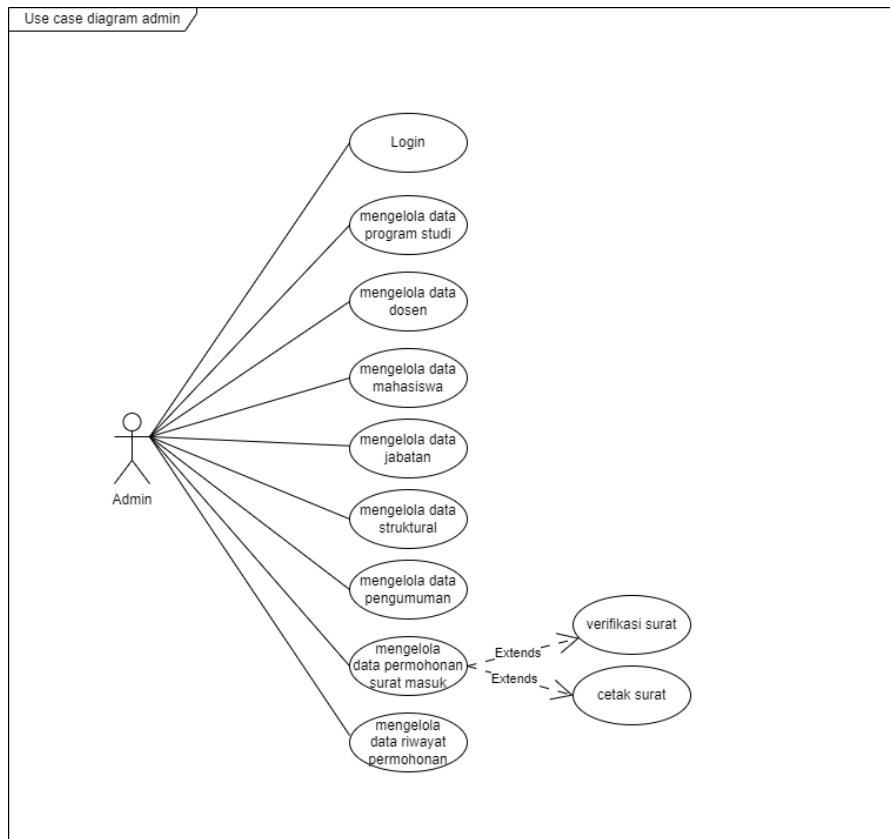 Use case diagram admin
Login
mengelola data
program studi
mengelola data
dosen
mengelola data
mahasiswa
mengelola data
jabatan
Admin
mengelola data
struktural
mengelola data
pengumuman
mengelola
data permohonan
surat masuk
Extends
verifikasi surat
Extends
cetak surat
mengelola
data riwayat
permohonan